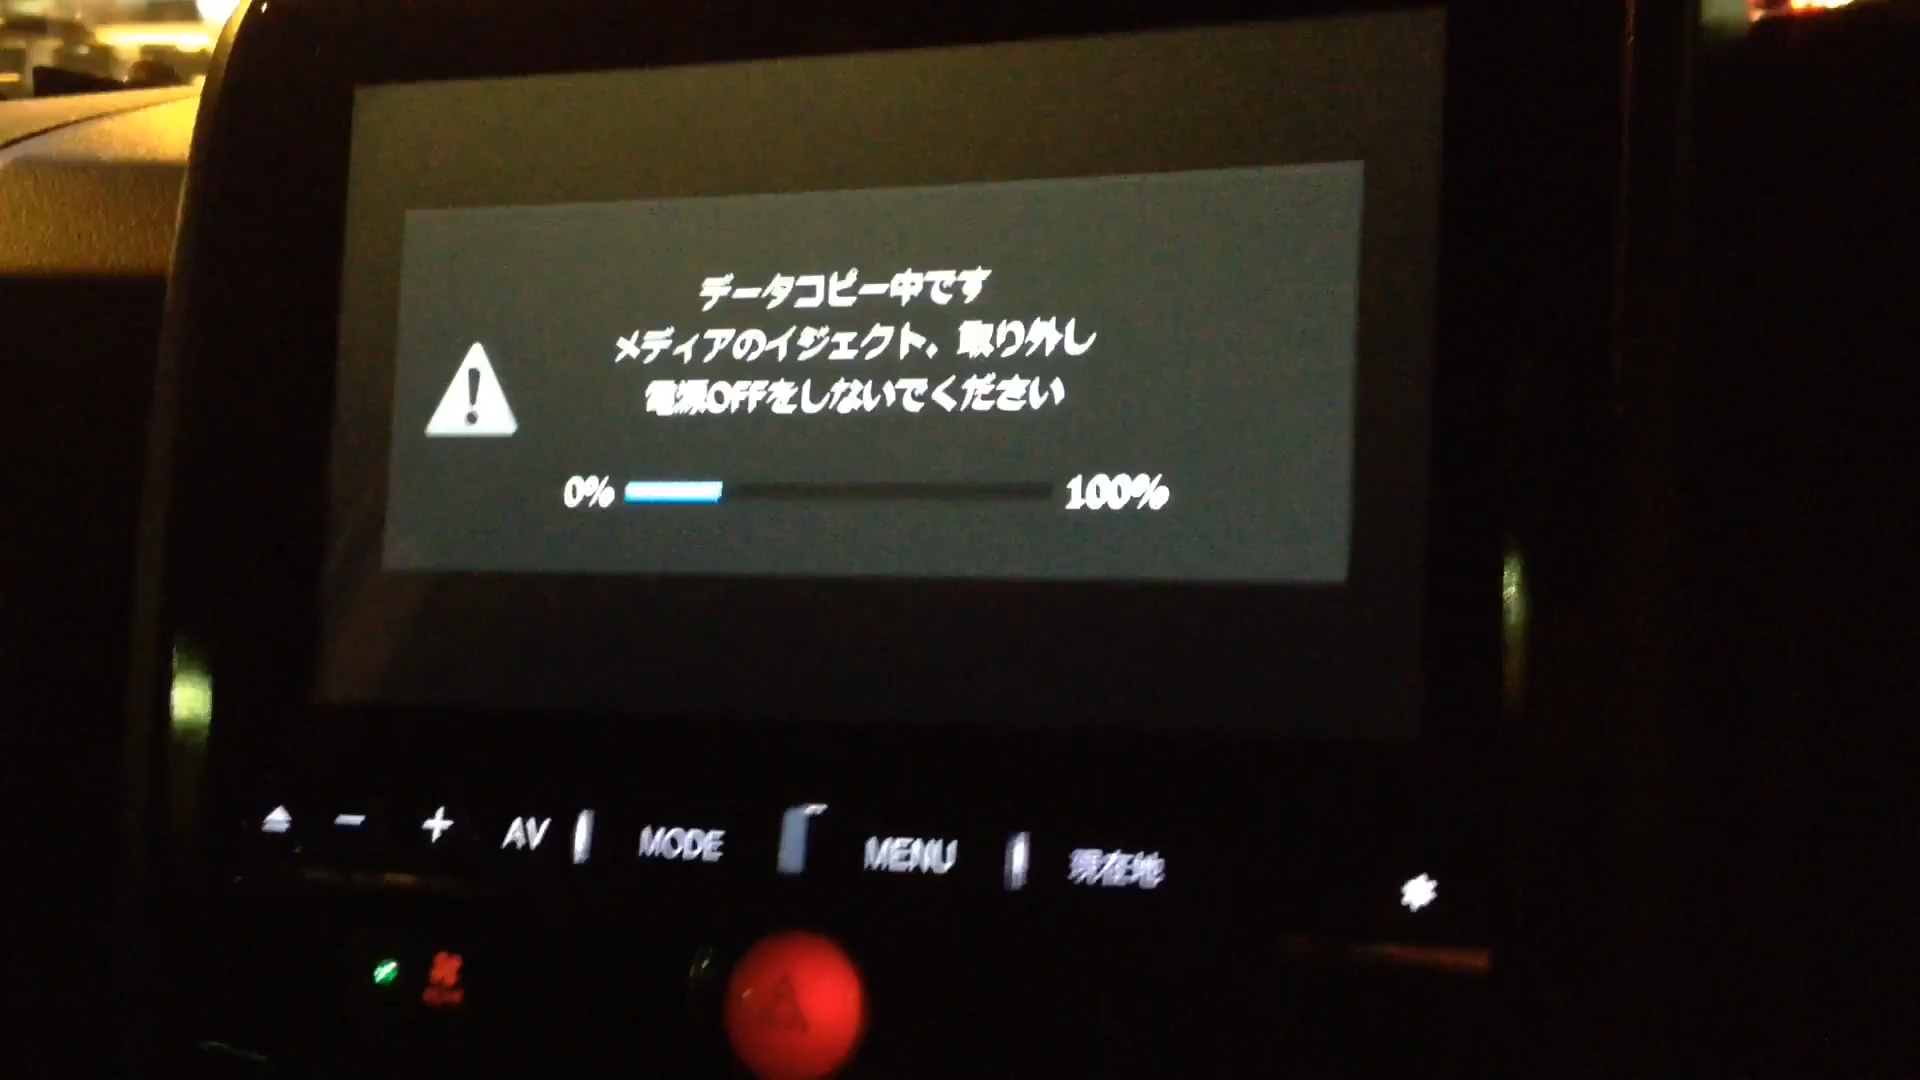 データコピー中です
メディアのイジェクト、取り外し
電源OFFをしないでください
0% 100%
AV MODE MENU 現在地